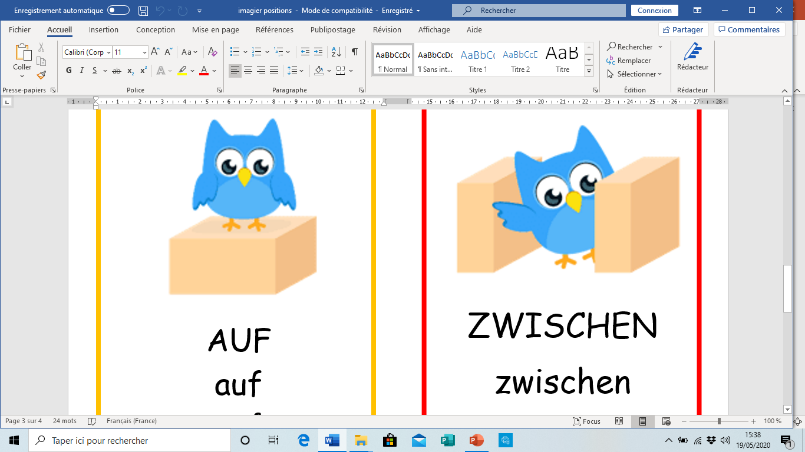 Enregistrement automatique
imagier positions - Mode de compatibilité - Enregistré
Rechercher
Connexion
Fichier Accueil Insertion Conception Mise en page Références Publipostage Révision Affichage Aide
Partager Commentaires
Coller
Calibri (Corp 11
G I S
AaBbCcDc AaBbCcDc AaBbCc AaBbCcD AaB
¶ Normal ¶ Sans int... Titre 1 Titre 2 Titre
Rechercher
Remplacer
Sélectionner
Rédacteur
Presse-papiers Police Paragraphe Styles Édition Rédacteur
AUF
auf
ZWISCHEN
zwischen
Page 3 sur 4 24 mots Français (France)
Focus
100 %
Taper ici pour rechercher
15:38
19/05/2020